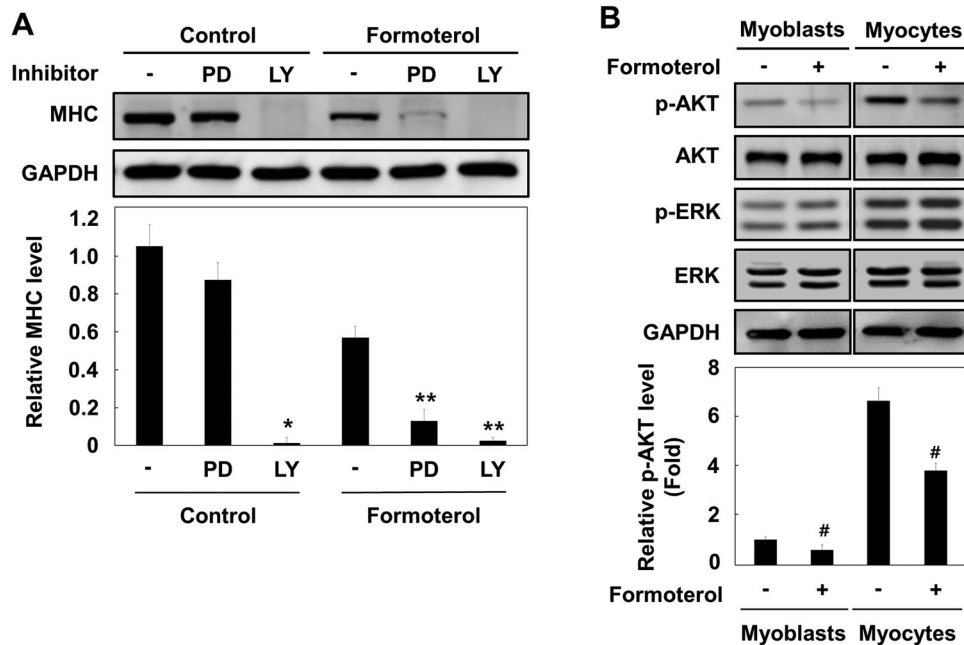 A
Control Formoterol
Inhibitor - PD LY - PD LY
MHC
GAPDH
Relative MHC level
1.2
1.0
0.8
0.6
0.4
0.2
0
*
**
**
- PD LY - PD LY
Control Formoterol
B
Myoblasts Myocytes
Formoterol - + - +
p-AKT
AKT
p-ERK
ERK
GAPDH
Relative p-AKT level
(Fold)
8
6
4
2
0
#
#
Formoterol - + - +
Myoblasts Myocytes